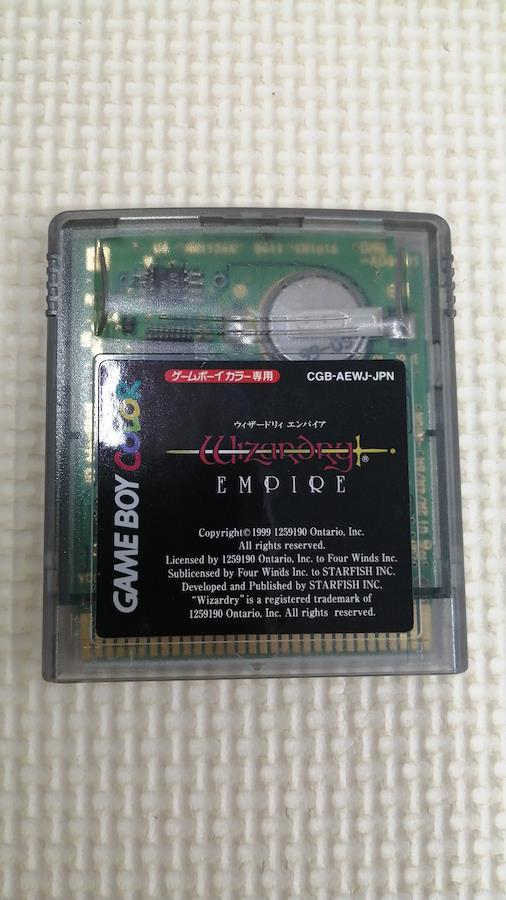 ゲームボーイカラー専用
CGB-AEWJ-JPN
GAME BOY COLOR
ウィザードリィ エンパイア
Wizardry®
EMPIRE
Copyright© 1999 1259190 Ontario, Inc.
All rights reserved.
Licensed by 1259190 Ontario, Inc. to Four Winds Inc.
Sublicensed by Four Winds Inc. to STARFISH INC.
Developed and Published by STARFISH INC.
"Wizardry" is a registered trademark of
1259190 Ontario, Inc. All rights reserved.